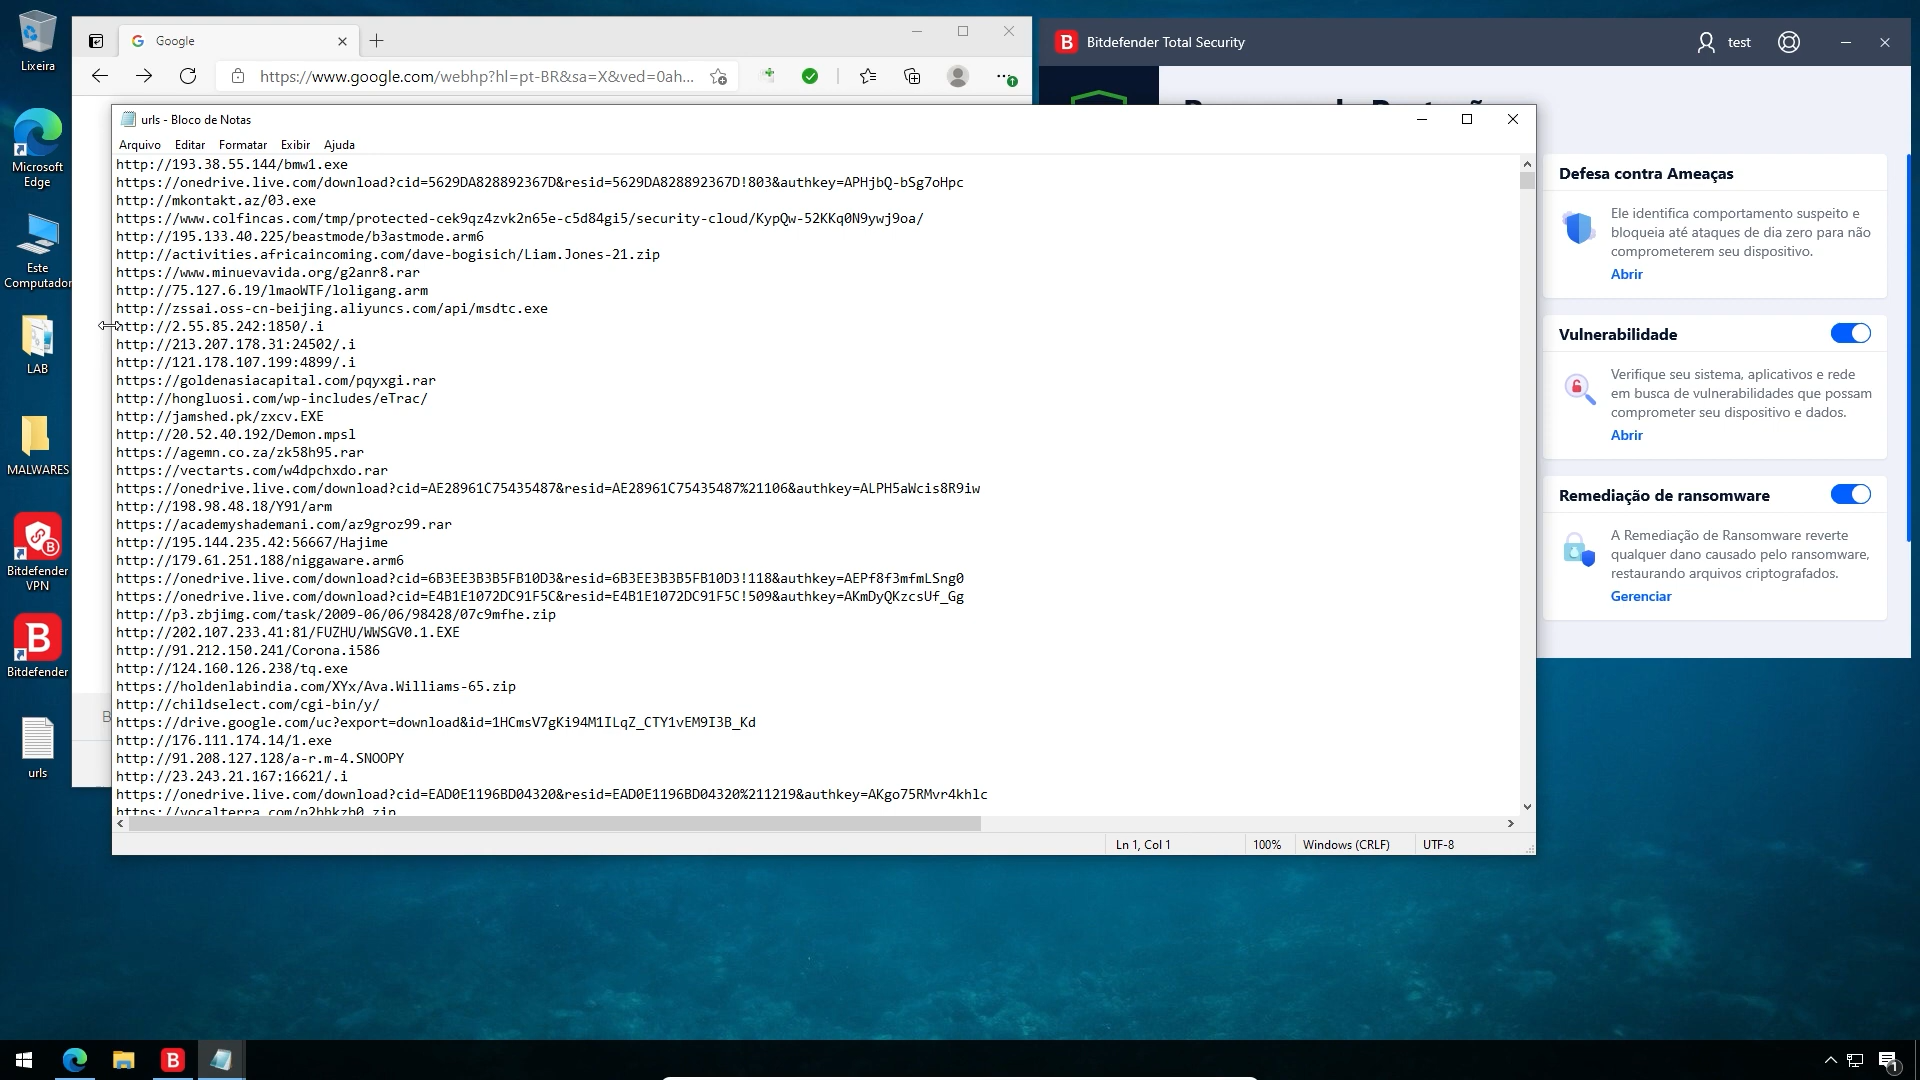 Lixeira
Microsoft
Edge
Este
Computador
LAB
MALWARES
Bitdefender
VPN
Bitdefender
urls
Google
https://www.google.com/webhp?hl=pt-BR&sa=X&ved=0ah...
urls - Bloco de Notas
Arquivo Editar Formatar Exibir Ajuda
http://193.38.55.144/bmw1.exe
https://onedrive.live.com/download?cid=5629DA828892367D&resid=5629DA828892367D!803&authkey=APHjbQ-bSg7oHpc
http://mkontakt.az/03.exe
https://www.colfincas.com/tmp/protected-cek9qz4zvk2n65e-c5d84gi5/security-cloud/KypQw-52KKq0N9ywj9oa/
http://195.133.40.225/beastmode/b3astmode.arm6
http://activities.africaincoming.com/dave-bogisich/Liam.Jones-21.zip
https://www.minuevavida.org/g2anr8.rar
http://75.127.6.19/lmaoWTF/loligang.arm
http://zssai.oss-cn-beijing.aliyuncs.com/api/msdtc.exe
http://2.55.85.242:1850/.i
http://213.207.178.31:24502/.i
http://121.178.107.199:4899/.i
https://goldenasiacapital.com/pqyxgi.rar
http://hongluosi.com/wp-includes/eTrac/
http://jamshed.pk/zxcv.EXE
http://20.52.40.192/Demon.mpsl
https://agemn.co.za/zk58h95.rar
https://vectarts.com/w4dpchxdo.rar
https://onedrive.live.com/download?cid=AE28961C75435487&resid=AE28961C75435487%21106&authkey=ALPH5aWcis8R9iw
http://198.98.48.18/Y91/arm
https://academyshademani.com/az9groz99.rar
http://195.144.235.42:56667/Hajime
http://179.61.251.188/niggaware.arm6
https://onedrive.live.com/download?cid=6B3EE3B3B5FB10D3&resid=6B3EE3B3B5FB10D3!118&authkey=AEPf8f3mfmLSng0
https://onedrive.live.com/download?cid=E4B1E1072DC91F5C&resid=E4B1E1072DC91F5C!509&authkey=AKmDyQKzcsUf_Gg
http://p3.zbjimg.com/task/2009-06/06/98428/07c9mfhe.zip
http://202.107.233.41:81/FUZHU/WWSGV0.1.EXE
http://91.212.150.241/Corona.i586
http://124.160.126.238/tq.exe
https://holdenlabindia.com/XYx/Ava.Williams-65.zip
http://childselect.com/cgi-bin/y/
https://drive.google.com/uc?export=download&id=1HCmsV7gKi94M1ILqZ_CTY1vEM9I3B_Kd
http://176.111.174.14/1.exe
http://91.208.127.128/a-r.m-4.SNOOPY
http://23.243.21.167:16621/.i
https://onedrive.live.com/download?cid=EAD0E1196BD04320&resid=EAD0E1196BD04320%211219&authkey=AKgo75RMvr4khlc
Ln 1, Col 1 100% Windows (CRLF) UTF-8
Bitdefender Total Security test
Defesa contra Ameaças
Ele identifica comportamento suspeito e
bloqueia até ataques de dia zero para não
comprometerem seu dispositivo.
Abrir
Vulnerabilidade
Verifique seu sistema, aplicativos e rede
em busca de vulnerabilidades que possam
comprometer seu dispositivo e dados.
Abrir
Remediação de ransomware
A Remediação de Ransomware reverte
qualquer dano causado pelo ransomware,
restaurando arquivos criptografados.
Gerenciar
1